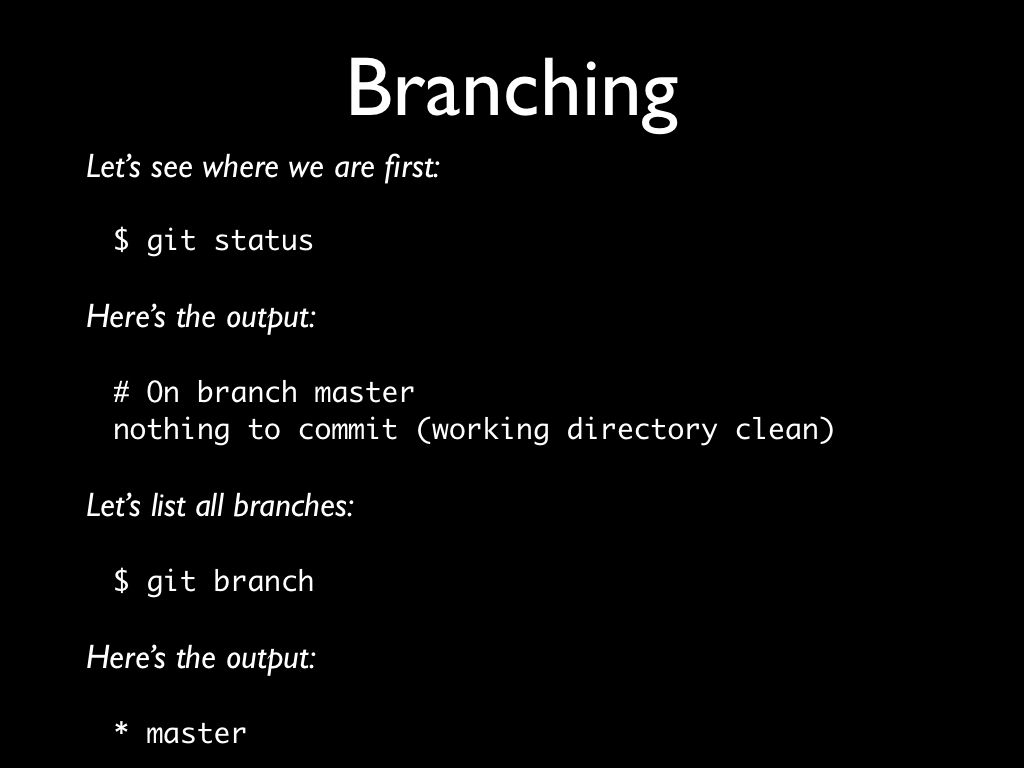 Branching
Let’s see where we are first:
$ git status
Here’s the output:
# On branch master
nothing to commit (working directory clean)
Let’s list all branches:
$ git branch
Here’s the output:
* master